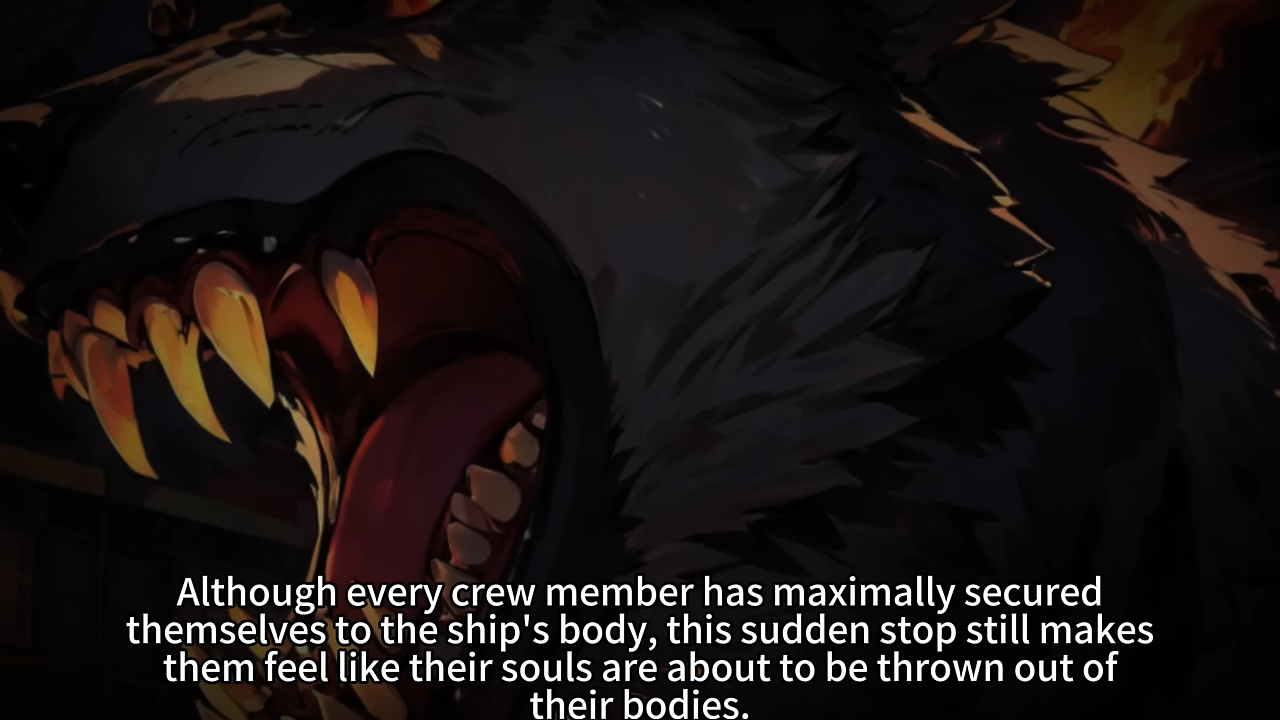 Although every crew member has maximally secured
themselves to the ship's body, this sudden stop still makes
them feel like their souls are about to be thrown out of
their bodies.